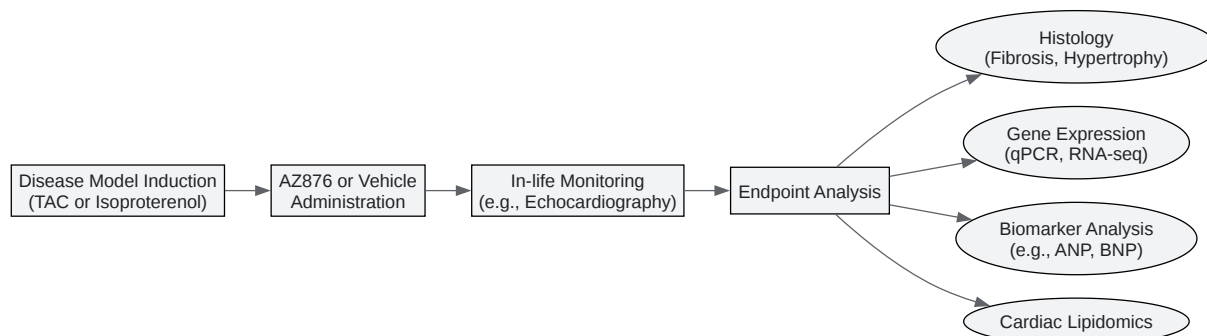 Disease Model Induction
(TAC or Isoproterenol)
AZ876 or Vehicle
Administration
In-life Monitoring
(e.g., Echocardiography)
Endpoint Analysis
Histology
(Fibrosis, Hypertrophy)
Gene Expression
(qPCR, RNA-seq)
Biomarker Analysis
(e.g., ANP, BNP)
Cardiac Lipidomics